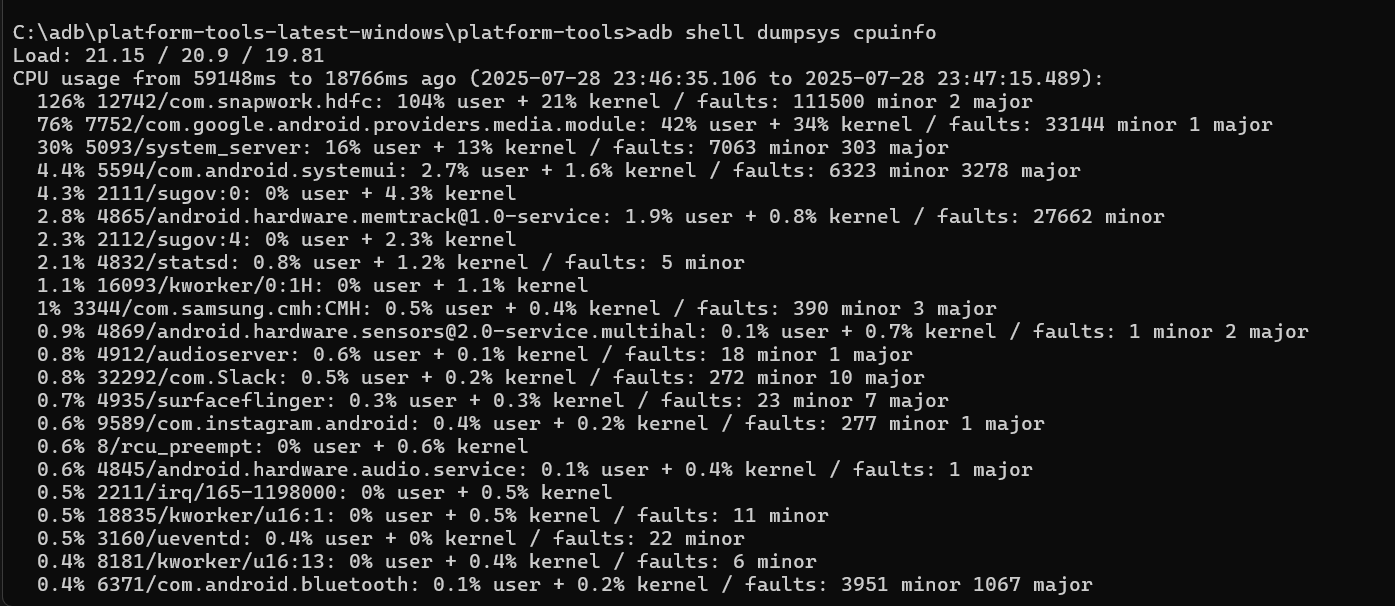 C:\adb\platform-tools-latest-windows\platform-tools>adb shell dumpsys cpuinfo
Load: 21.15 / 20.9 / 19.81
CPU usage from 59148ms to 18766ms ago (2025-07-28 23:46:35.106 to 2025-07-28 23:47:15.489):
  126% 12742/com.snapwork.hdfc: 104% user + 21% kernel / faults: 111500 minor 2 major
  76% 7752/com.google.android.providers.media.module: 42% user + 34% kernel / faults: 33144 minor 1 major
  30% 5093/system_server: 16% user + 13% kernel / faults: 7063 minor 303 major
  4.4% 5594/com.android.systemui: 2.7% user + 1.6% kernel / faults: 6323 minor 3278 major
  4.3% 2111/sugov:0: 0% user + 4.3% kernel
  2.8% 4865/android.hardware.memtrack@1.0-service: 1.9% user + 0.8% kernel / faults: 27662 minor
  2.3% 2112/sugov:4: 0% user + 2.3% kernel
  2.1% 4832/statsd: 0.8% user + 1.2% kernel / faults: 5 minor
  1.1% 16093/kworker/0:1H: 0% user + 1.1% kernel
  1% 3344/com.samsung.cmh:CMH: 0.5% user + 0.4% kernel / faults: 390 minor 3 major
  0.9% 4869/android.hardware.sensors@2.0-service.multihal: 0.1% user + 0.7% kernel / faults: 1 minor 2 major
  0.8% 4912/audioserver: 0.6% user + 0.1% kernel / faults: 18 minor 1 major
  0.8% 32292/com.Slack: 0.5% user + 0.2% kernel / faults: 272 minor 10 major
  0.7% 4935/surfaceflinger: 0.3% user + 0.3% kernel / faults: 23 minor 7 major
  0.6% 9589/com.instagram.android: 0.4% user + 0.2% kernel / faults: 277 minor 1 major
  0.6% 8/rcu_preempt: 0% user + 0.6% kernel
  0.6% 4845/android.hardware.audio.service: 0.1% user + 0.4% kernel / faults: 1 major
  0.5% 2211/irq/165-1198000: 0% user + 0.5% kernel
  0.5% 18835/kworker/u16:1: 0% user + 0.5% kernel / faults: 11 minor
  0.5% 3160/ueventd: 0.4% user + 0% kernel / faults: 22 minor
  0.4% 8181/kworker/u16:13: 0% user + 0.4% kernel / faults: 6 minor
  0.4% 6371/com.android.bluetooth: 0.1% user + 0.2% kernel / faults: 3951 minor 1067 major